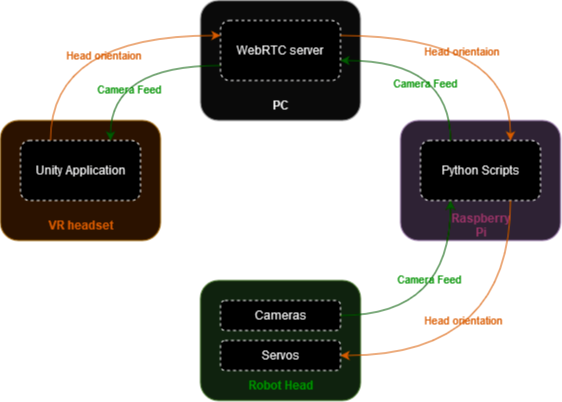 WebRTC server
PC
Head orientaion
Camera Feed
Head orientaion
Camera Feed
Unity Application
VR headset
Python Scripts
Raspberry
Pi
Camera Feed
Head orientation
Cameras
Servos
Robot Head